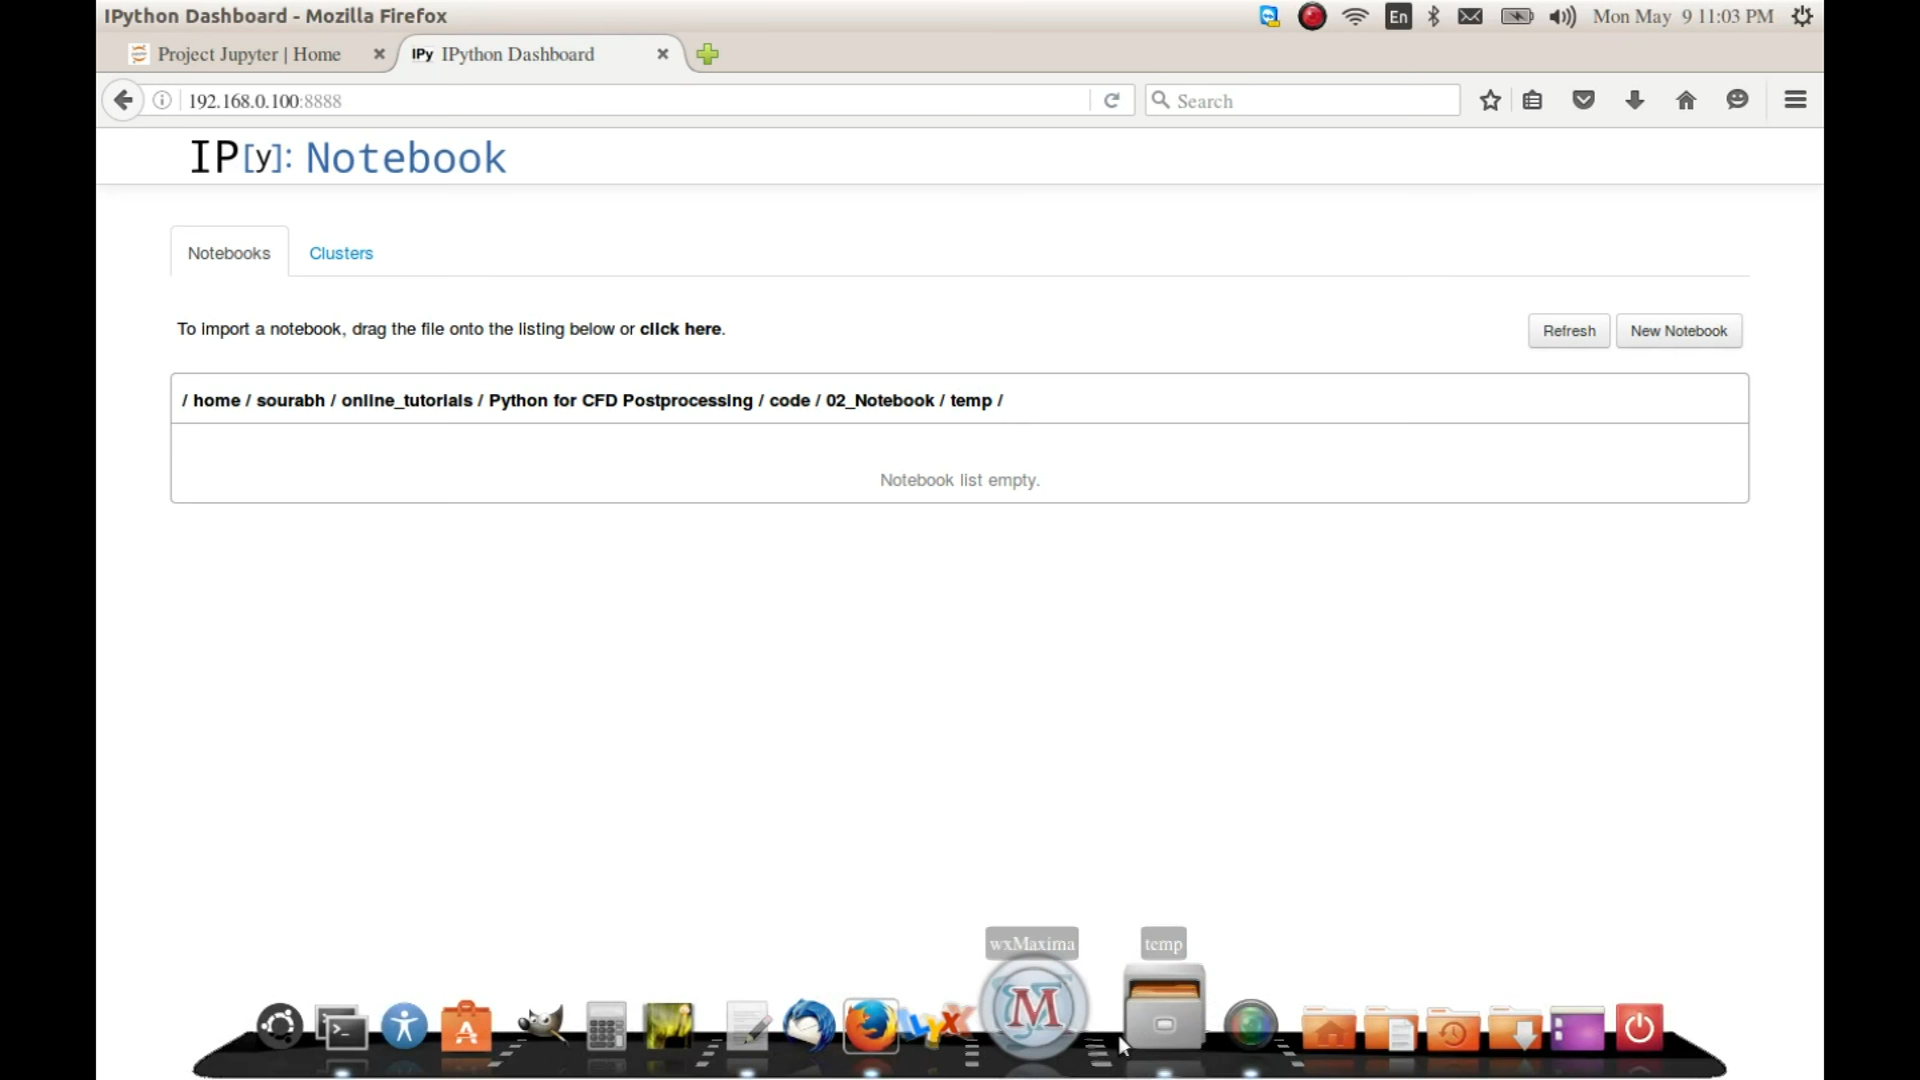 IPython Dashboard - Mozilla Firefox
En
Mon May 9 11:03 PM
Project Jupyter | Home
IPy IPython Dashboard
192.168.0.100:8888
Search
IP[y]: Notebook
Notebooks
Clusters
To import a notebook, drag the file onto the listing below or click here.
Refresh
New Notebook
/ home / sourabh / online_tutorials / Python for CFD Postprocessing / code / 02_Notebook / temp /
Notebook list empty.
wxMaxima
temp
A
LyX
M